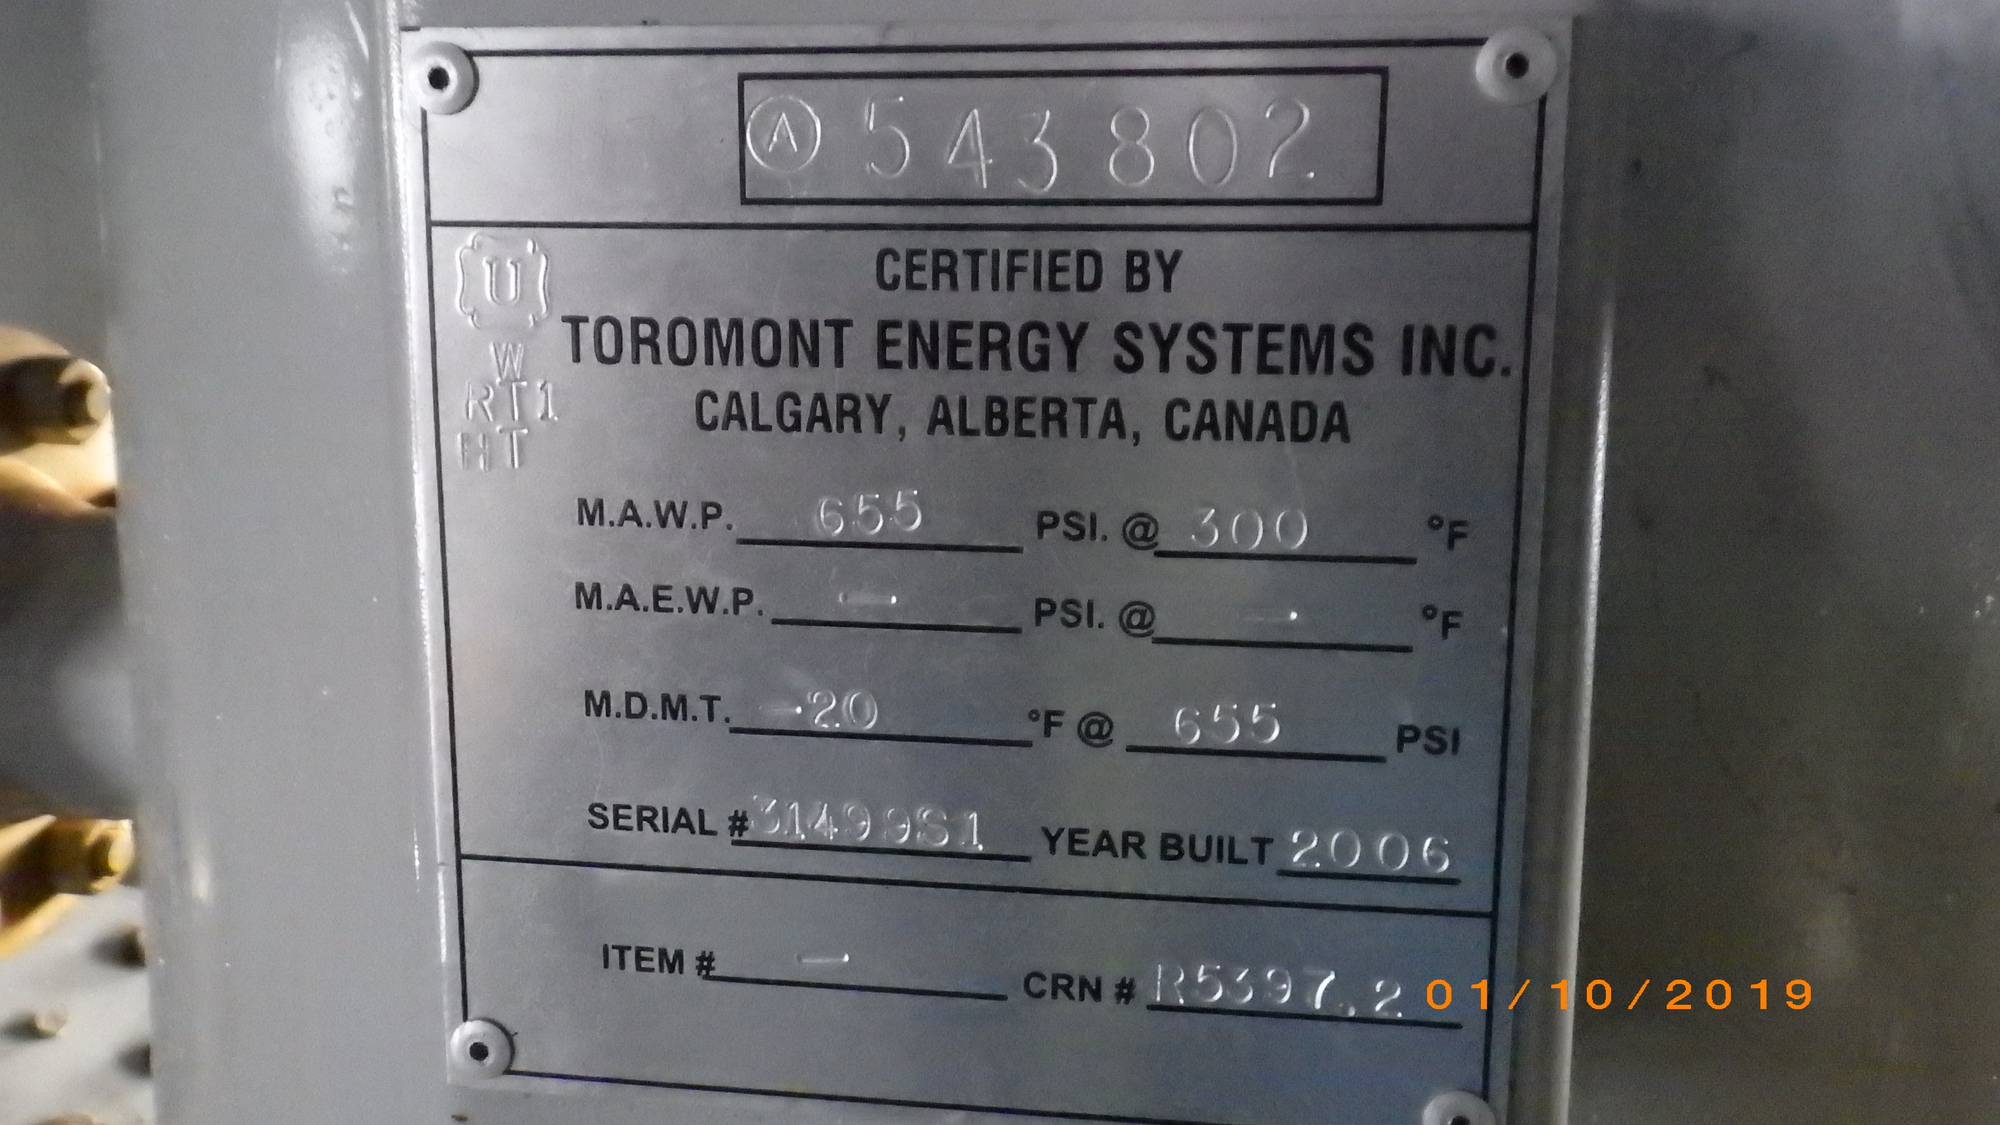 A 543802
U
W
RT1
HT
CERTIFIED BY
TOROMONT ENERGY SYSTEMS INC.
CALGARY, ALBERTA, CANADA
M.A.W.P. 655 PSI. @ 300 °F
M.A.E.W.P. - PSI. @ - °F
M.D.M.T. -20 °F @ 655 PSI
SERIAL # 31499S1 YEAR BUILT 2006
ITEM # - CRN # R5397.2
01/10/2019